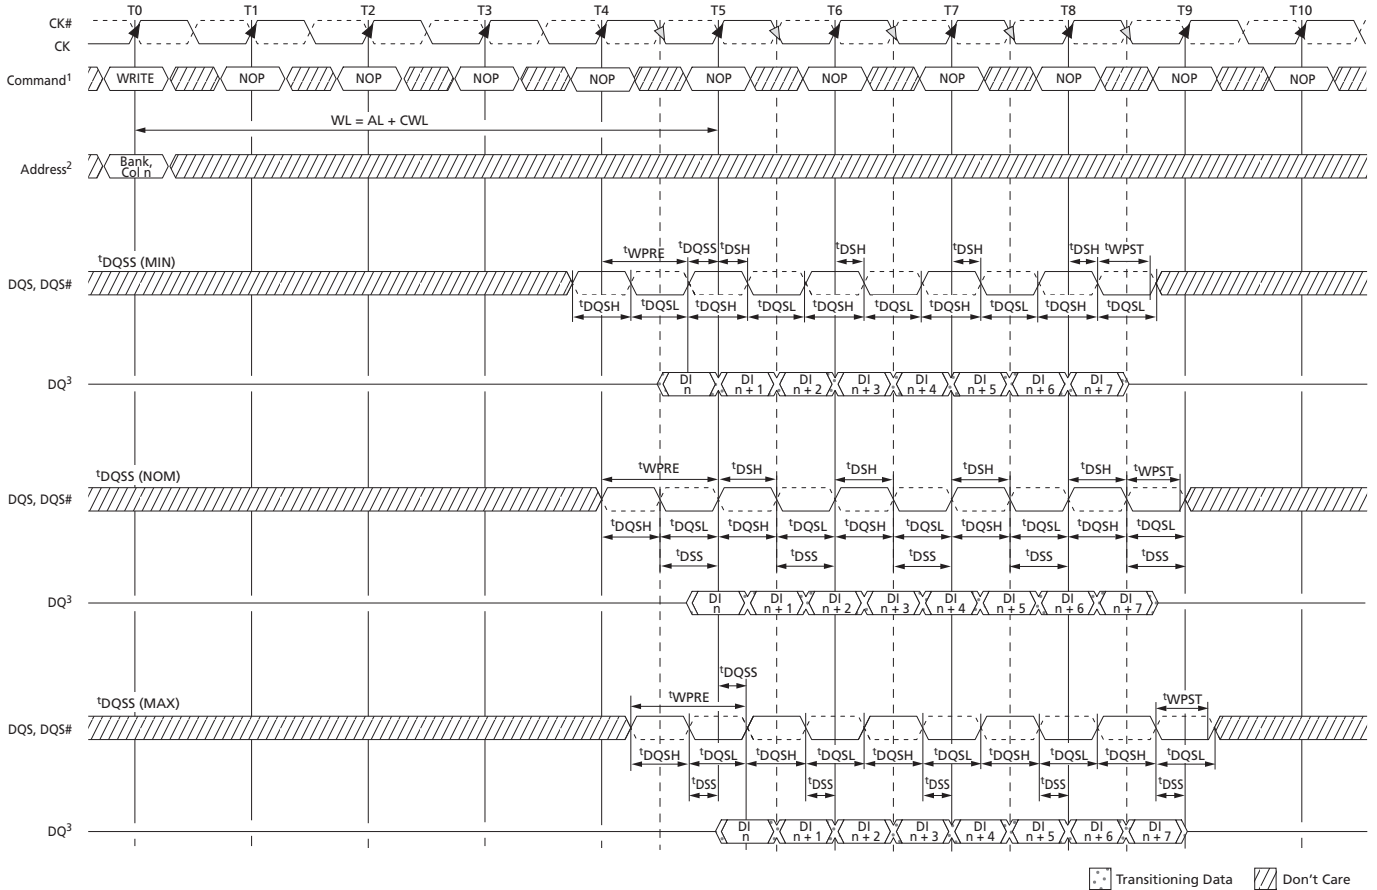 T0 T1 T2 T3 T4 T5 T6 T7 T8 T9 T10
CK#
CK
Command1 WRITE NOP NOP NOP NOP NOP NOP NOP NOP NOP NOP
WL = AL + CWL
Address2 Bank, Col n
tDQSS (MIN) tWPRE tDQSS tDSH tDSH tDSH tDSH tWPST
DQS, DQS#
tDQSH tDQSL tDQSH tDQSL tDQSH tDQSL tDQSH tDQSL tDQSH tDQSL
DQ3 DI n DI n + 1 DI n + 2 DI n + 3 DI n + 4 DI n + 5 DI n + 6 DI n + 7
tDQSS (NOM) tWPRE tDSH tDSH tDSH tDSH tWPST
DQS, DQS#
tDQSH tDQSL tDQSH tDQSL tDQSH tDQSL tDQSH tDQSL tDQSH tDQSL
tDSS tDSS tDSS tDSS tDSS
DQ3 DI n DI n + 1 DI n + 2 DI n + 3 DI n + 4 DI n + 5 DI n + 6 DI n + 7
tDQSS
tDQSS (MAX) tWPRE tWPST
DQS, DQS#
tDQSH tDQSL tDQSH tDQSL tDQSH tDQSL tDQSH tDQSL tDQSH tDQSL
tDSS tDSS tDSS tDSS tDSS
DQ3 DI n DI n + 1 DI n + 2 DI n + 3 DI n + 4 DI n + 5 DI n + 6 DI n + 7
Transitioning Data Don't Care